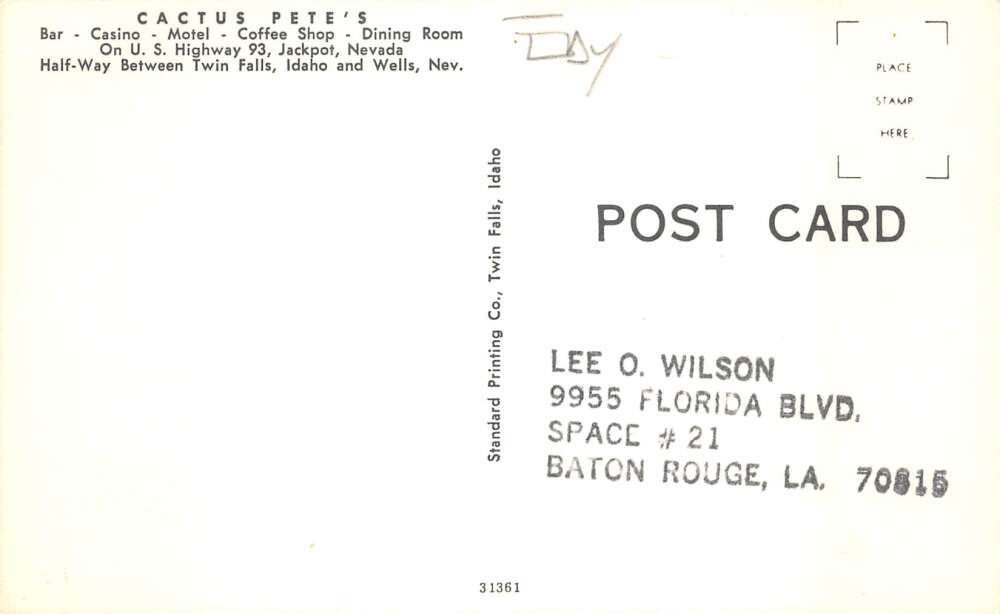 CACTUS PETE'S
Bar - Casino - Motel - Coffee Shop - Dining Room
On U. S. Highway 93, Jackpot, Nevada
Half-Way Between Twin Falls, Idaho and Wells, Nev.
PLACE
STAMP
HERE
Standard Printing Co., Twin Falls, Idaho
POST CARD
LEE O. WILSON
9955 FLORIDA BLVD.
SPACE # 21
BATON ROUGE, LA. 70815
31361